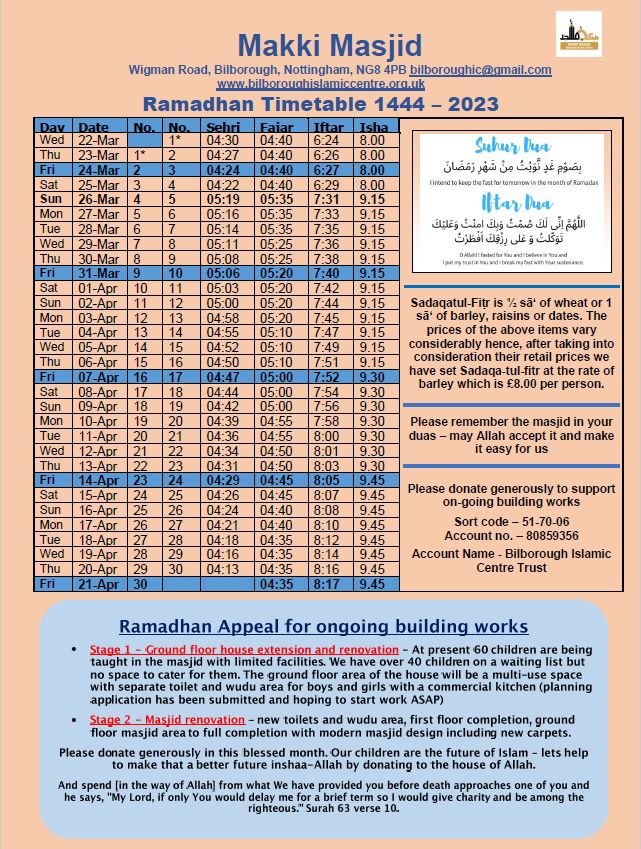 Makki Masjid
Wigman Road, Bilborough, Nottingham, NG8 4PB bilboroughic@gmail.com
www.bilboroughislamiccentre.org.uk
Ramadhan Timetable 1444 – 2023
Day Date No. No. Sehri Fajar Iftar Isha
Wed 22-Mar 1* 04:30 04:40 6:24 8.00
Thu 23-Mar 1* 2 04:27 04:40 6:26 8.00
Fri 24-Mar 2 3 04:24 04:40 6:27 8.00
Sat 25-Mar 3 4 04:22 04:40 6:29 8.00
Sun 26-Mar 4 5 05:19 05:35 7:31 9.15
Mon 27-Mar 5 6 05:16 05:35 7:33 9.15
Tue 28-Mar 6 7 05:14 05:35 7:35 9.15
Wed 29-Mar 7 8 05:11 05:25 7:36 9.15
Thu 30-Mar 8 9 05:08 05:25 7:38 9.15
Fri 31-Mar 9 10 05:06 05:20 7:40 9.15
Sat 01-Apr 10 11 05:03 05:20 7:42 9.15
Sun 02-Apr 11 12 05:00 05:20 7:44 9.15
Mon 03-Apr 12 13 04:58 05:20 7:45 9.15
Tue 04-Apr 13 14 04:55 05:10 7:47 9.15
Wed 05-Apr 14 15 04:52 05:10 7:49 9.15
Thu 06-Apr 15 16 04:50 05:10 7:51 9.15
Fri 07-Apr 16 17 04:47 05:00 7:52 9.30
Sat 08-Apr 17 18 04:44 05:00 7:54 9.30
Sun 09-Apr 18 19 04:42 05:00 7:56 9.30
Mon 10-Apr 19 20 04:39 04:55 7:58 9.30
Tue 11-Apr 20 21 04:36 04:55 8:00 9.30
Wed 12-Apr 21 22 04:34 04:50 8:01 9.30
Thu 13-Apr 22 23 04:31 04:50 8:03 9.30
Fri 14-Apr 23 24 04:29 04:45 8:05 9.45
Sat 15-Apr 24 25 04:26 04:45 8:07 9.45
Sun 16-Apr 25 26 04:24 04:40 8:08 9.45
Mon 17-Apr 26 27 04:21 04:40 8:10 9.45
Tue 18-Apr 27 28 04:18 04:35 8:12 9.45
Wed 19-Apr 28 29 04:16 04:35 8:14 9.45
Thu 20-Apr 29 30 04:13 04:35 8:16 9.45
Fri 21-Apr 30 04:35 8:17 9.45
Suhur Dua
بِصَوْمِ غَدٍ نَّوَيْتُ مِنْ شَهْرِ رَمَضَانَ
I intend to keep the fast for tomorrow in the month of Ramadan
Iftar Dua
اللَّهُمَّ اِنِّى لَكَ صُمْتُ وَبِكَ امنْتُ وَعَلَيْكَ
تَوَكَّلْتُ وَ عَلى رِزْقِكَ اَفْطَرْتُ
O Allah! I fasted for You and I believe in You and
I put my trust in You and I break my fast with Your sustenance.
Sadaqatul-Fiṭr is ½ sāʻ of wheat or 1
sāʻ of barley, raisins or dates. The
prices of the above items vary
considerably hence, after taking into
consideration their retail prices we
have set Sadaqa-tul-fitr at the rate of
barley which is £8.00 per person.
Please remember the masjid in your
duas – may Allah accept it and make
it easy for us
Please donate generously to support
on-going building works
Sort code – 51-70-06
Account no. – 80859356
Account Name - Bilborough Islamic
Centre Trust
Ramadhan Appeal for ongoing building works
• Stage 1 – Ground floor house extension and renovation – At present 60 children are being
taught in the masjid with limited facilities. We have over 40 children on a waiting list but
no space to cater for them. The ground floor area of the house will be a multi-use space
with separate toilet and wudu area for boys and girls with a commercial kitchen (planning
application has been submitted and hoping to start work ASAP)
• Stage 2 – Masjid renovation – new toilets and wudu area, first floor completion, ground
floor masjid area to full completion with modern masjid design including new carpets.
Please donate generously in this blessed month. Our children are the future of Islam – lets help
to make that a better future inshaa-Allah by donating to the house of Allah.
And spend [in the way of Allah] from what We have provided you before death approaches one of you and
he says, "My Lord, if only You would delay me for a brief term so I would give charity and be among the
righteous." Surah 63 verse 10.